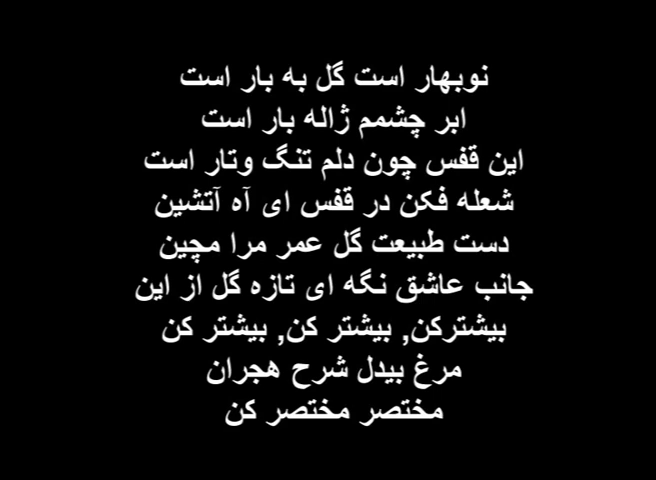 نوبهار است گل به بار است
ابر چشمم ژاله بار است
این قفس چون دلم تنگ وتار است
شعله فکن در قفس ای آه آتشین
دست طبیعت گل عمر مرا مچین
جانب عاشق نگه ای تازه گل از این
بیشترکن, بیشتر کن, بیشتر کن
مرغ بیدل شرح هجران
مختصر مختصر کن